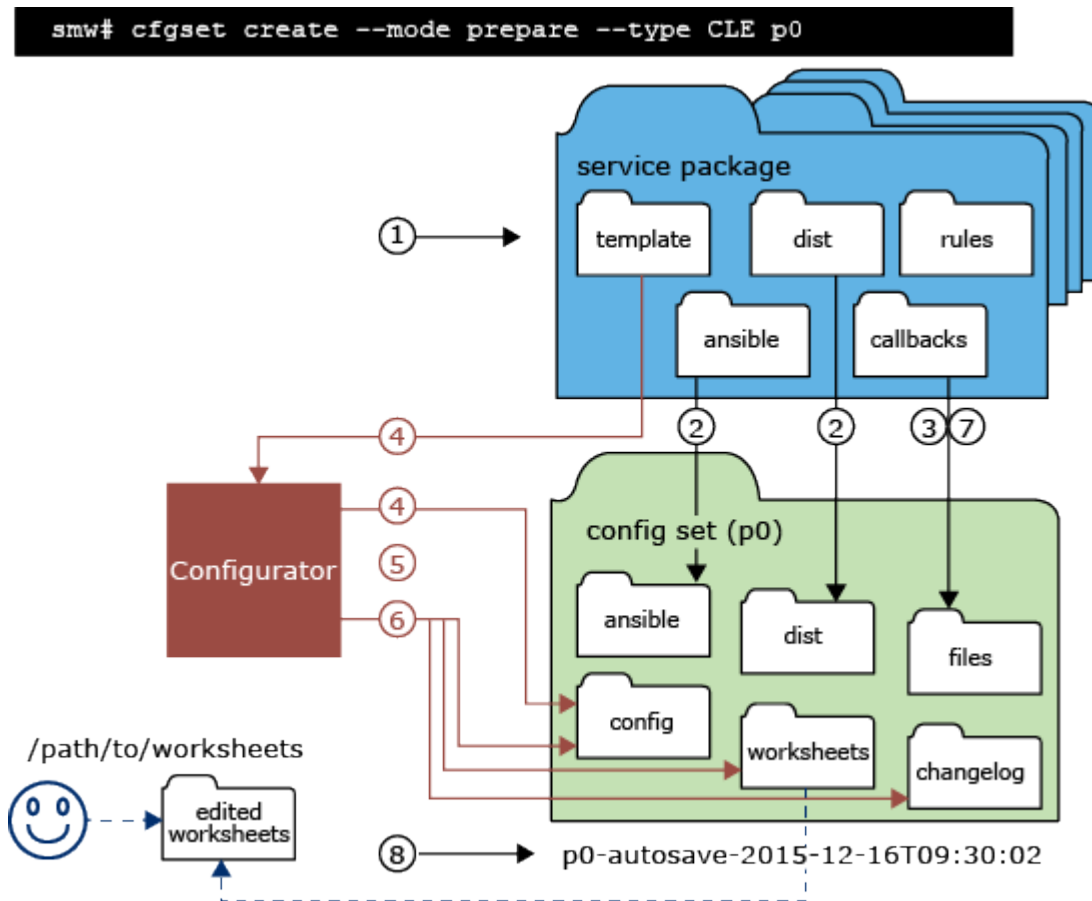 smw# cfgset create --mode prepare --type CLE p0
service package
template
dist
rules
1
ansible
callbacks
4
2
2
3
7
4
config set (p0)
Configurator
5
6
ansible
dist
files
config
worksheets
changelog
/path/to/worksheets
edited
worksheets
8
p0-autosave-2015-12-16T09:30:02